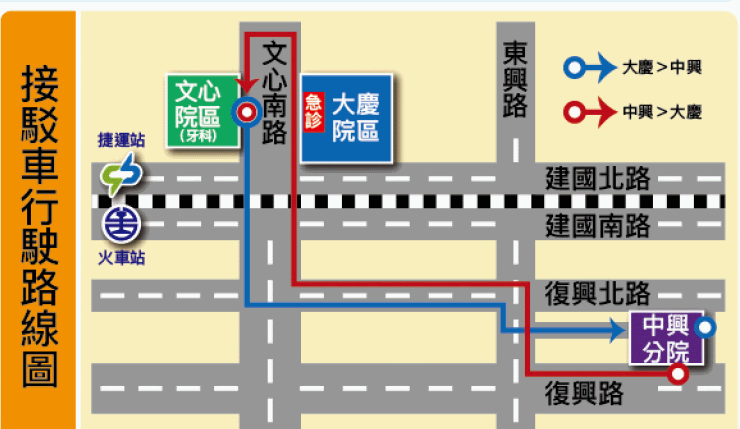 接駁車行駛路線圖
文心南路
東興路
大慶>中興
中興>大慶
文心
院區
(牙科)
急診
大慶
院區
捷運站
火車站
建國北路
建國南路
復興北路
中興
分院
復興路